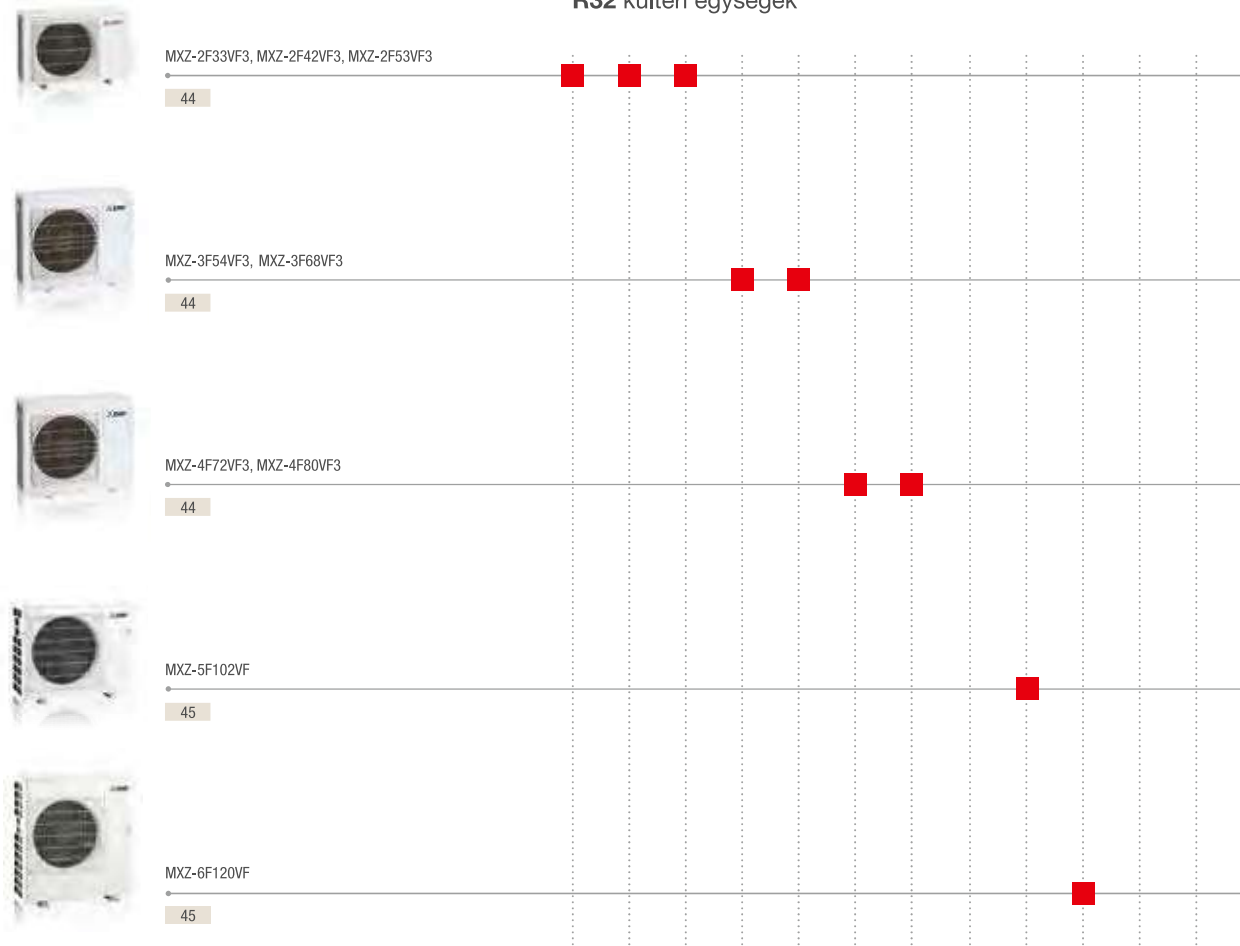 R32 kültéri egységek
MXZ-2F33VF3, MXZ-2F42VF3, MXZ-2F53VF3
44
MXZ-3F54VF3, MXZ-3F68VF3
44
MXZ-4F72VF3, MXZ-4F80VF3
44
MXZ-5F102VF
45
MXZ-6F120VF
45